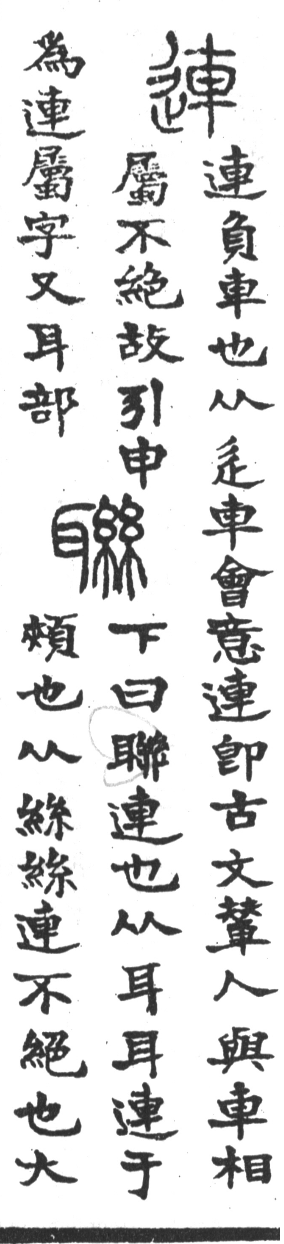 連
連負車也从辵車會意連即古文輦人與車相
屬不絕故引申
為連屬字又耳部
聯
下曰聯連也从耳耳連于
頰也从絲絲連不絕也大